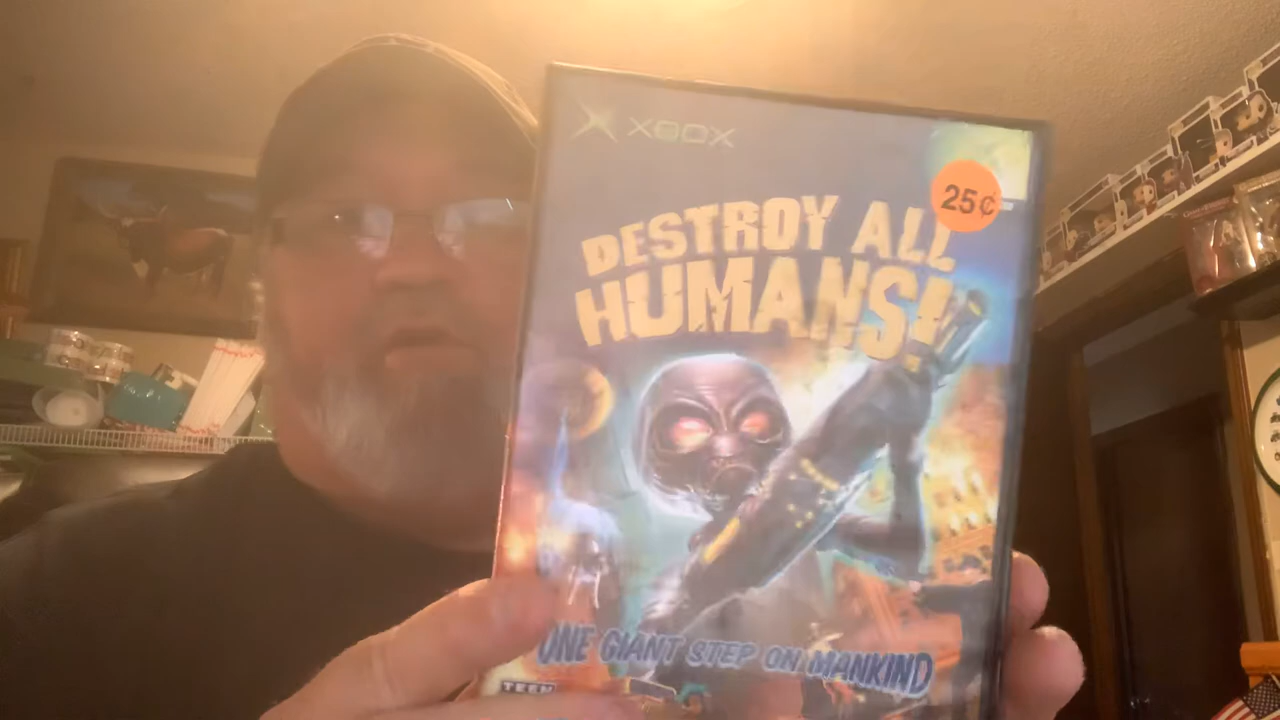 XBOX
25¢
DESTROY ALL
HUMANS!
ONE GIANT STEP ON MANKIND
TEEN